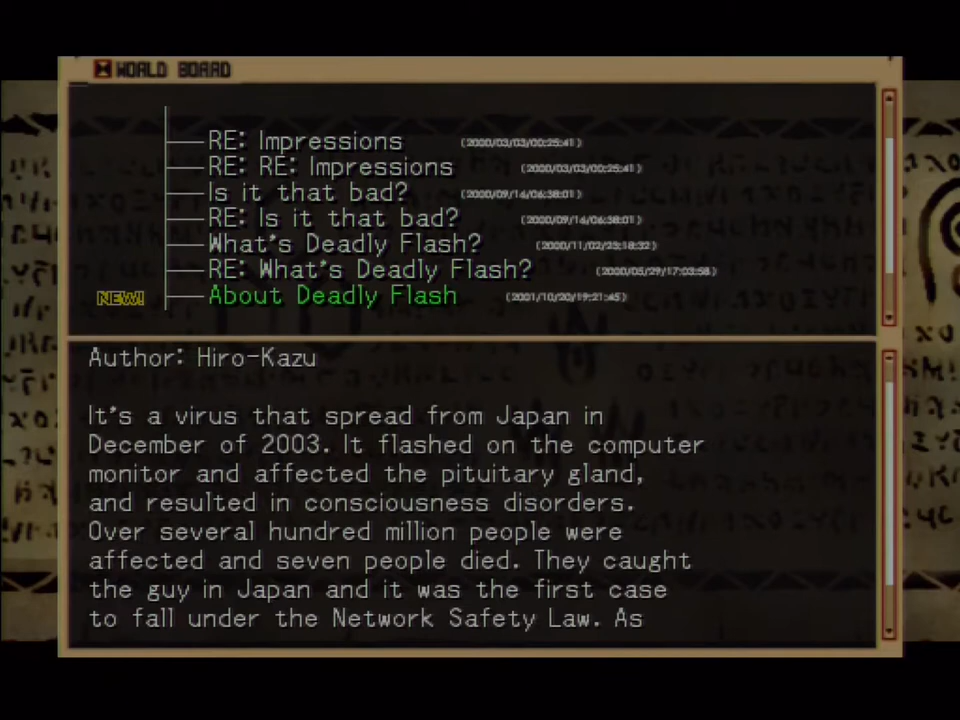 WORLD BOARD
RE: Impressions (2000/03/03/00:25:41)
RE: RE: Impressions (2000/03/03/00:25:41)
Is it that bad? (2000/09/14/06:38:01)
RE: Is it that bad? (2000/09/14/06:38:01)
What's Deadly Flash? (2000/11/02/23:18:32)
RE: What's Deadly Flash? (2000/05/29/17:03:58)
NEW! About Deadly Flash (2001/10/20/19:21:45)
Author: Hiro-Kazu
It's a virus that spread from Japan in
December of 2003. It flashed on the computer
monitor and affected the pituitary gland,
and resulted in consciousness disorders.
Over several hundred million people were
affected and seven people died. They caught
the guy in Japan and it was the first case
to fall under the Network Safety Law. As